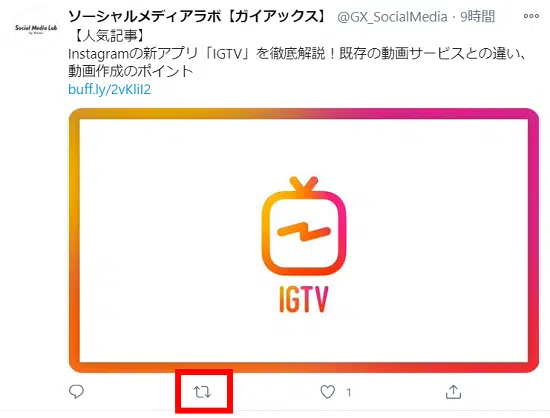 Social Media Lab
ソーシャルメディアラボ【ガイアックス】 @GX_SocialMedia · 9時間
【人気記事】
Instagramの新アプリ「IGTV」を徹底解説！既存の動画サービスとの違い、
動画作成のポイント
buff.ly/2vKliI2
IGTV
1